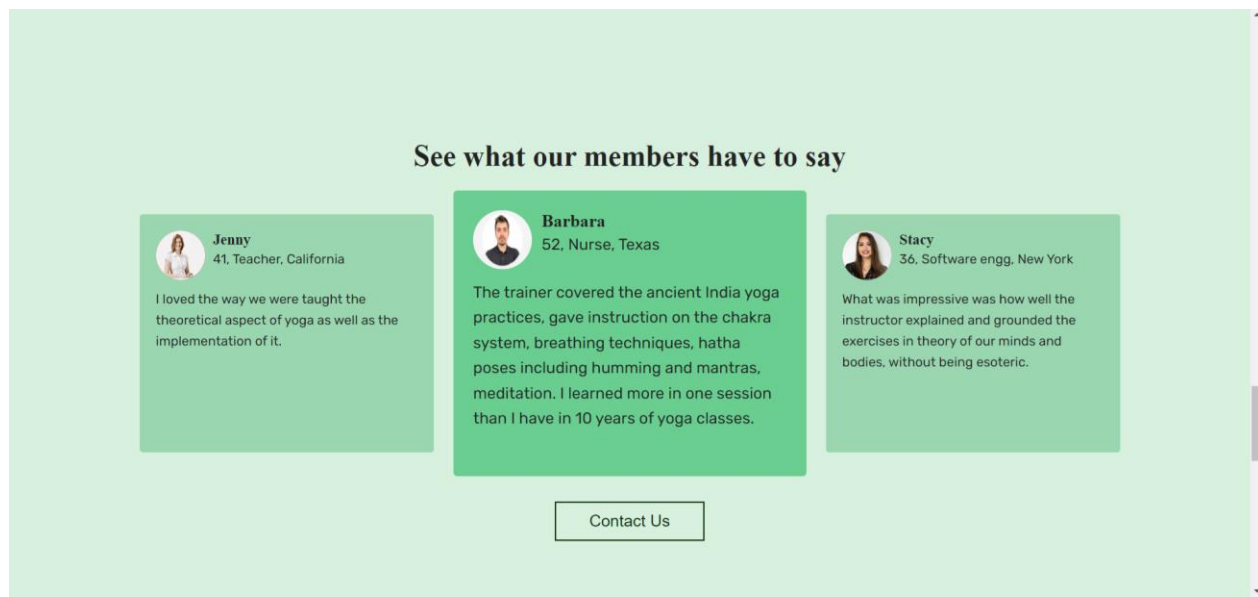 See what our members have to say
Jenny
41, Teacher, California
I loved the way we were taught the
theoretical aspect of yoga as well as the
implementation of it.
Barbara
52, Nurse, Texas
The trainer covered the ancient India yoga
practices, gave instruction on the chakra
system, breathing techniques, hatha
poses including humming and mantras,
meditation. I learned more in one session
than I have in 10 years of yoga classes.
Stacy
36, Software engg, New York
What was impressive was how well the
instructor explained and grounded the
exercises in theory of our minds and
bodies, without being esoteric.
Contact Us